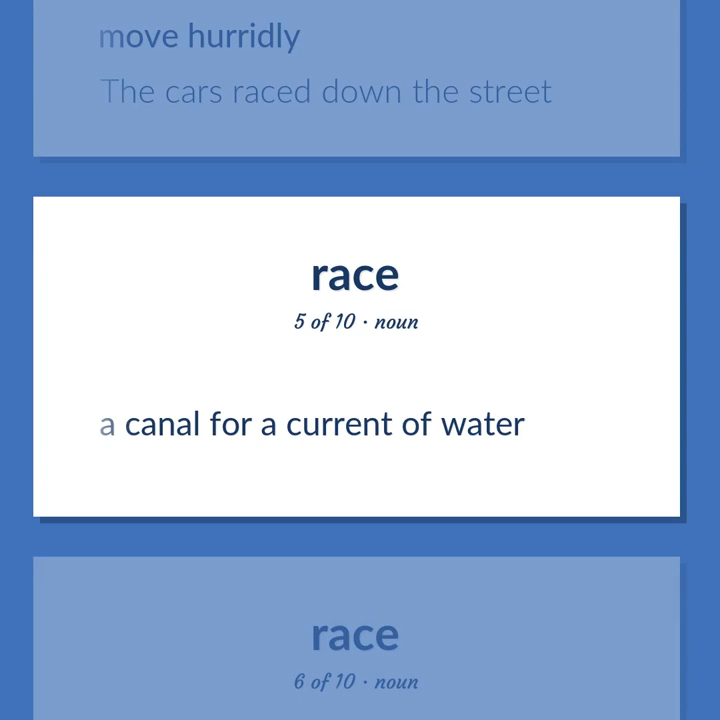 move hurridly
The cars raced down the street
race
5 of 10 · noun
a canal for a current of water
race
6 of 10 · noun